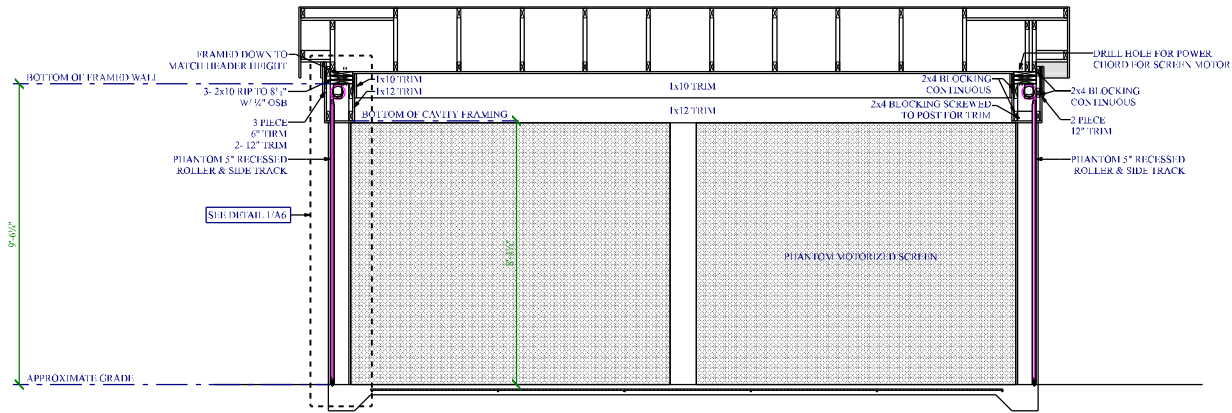 FRAMED DOWN TO
MATCH HEADER HEIGHT
BOTTOM OF FRAMED WALL
3- 2x10 RIP TO 8½"
W/ ½" OSB
3 PIECE
6" TIRM
2- 12" TRIM
PHANTOM 5" RECESSED
ROLLER & SIDE TRACK
SEE DETAIL 1/A6
9'-6¼"
APPROXIMATE GRADE
1x10 TRIM
1x12 TRIM
BOTTOM OF CAVITY FRAMING
1x10 TRIM
1x12 TRIM
PHANTOM MOTORIZED SCREEN
2x4 BLOCKING
CONTINUOUS
2x4 BLOCKING SCREWED
TO POST FOR TRIM
DRILL HOLE FOR POWER
CHORD FOR SCREEN MOTOR
2x4 BLOCKING
CONTINUOUS
2 PIECE
12" TRIM
PHANTOM 5" RECESSED
ROLLER & SIDE TRACK